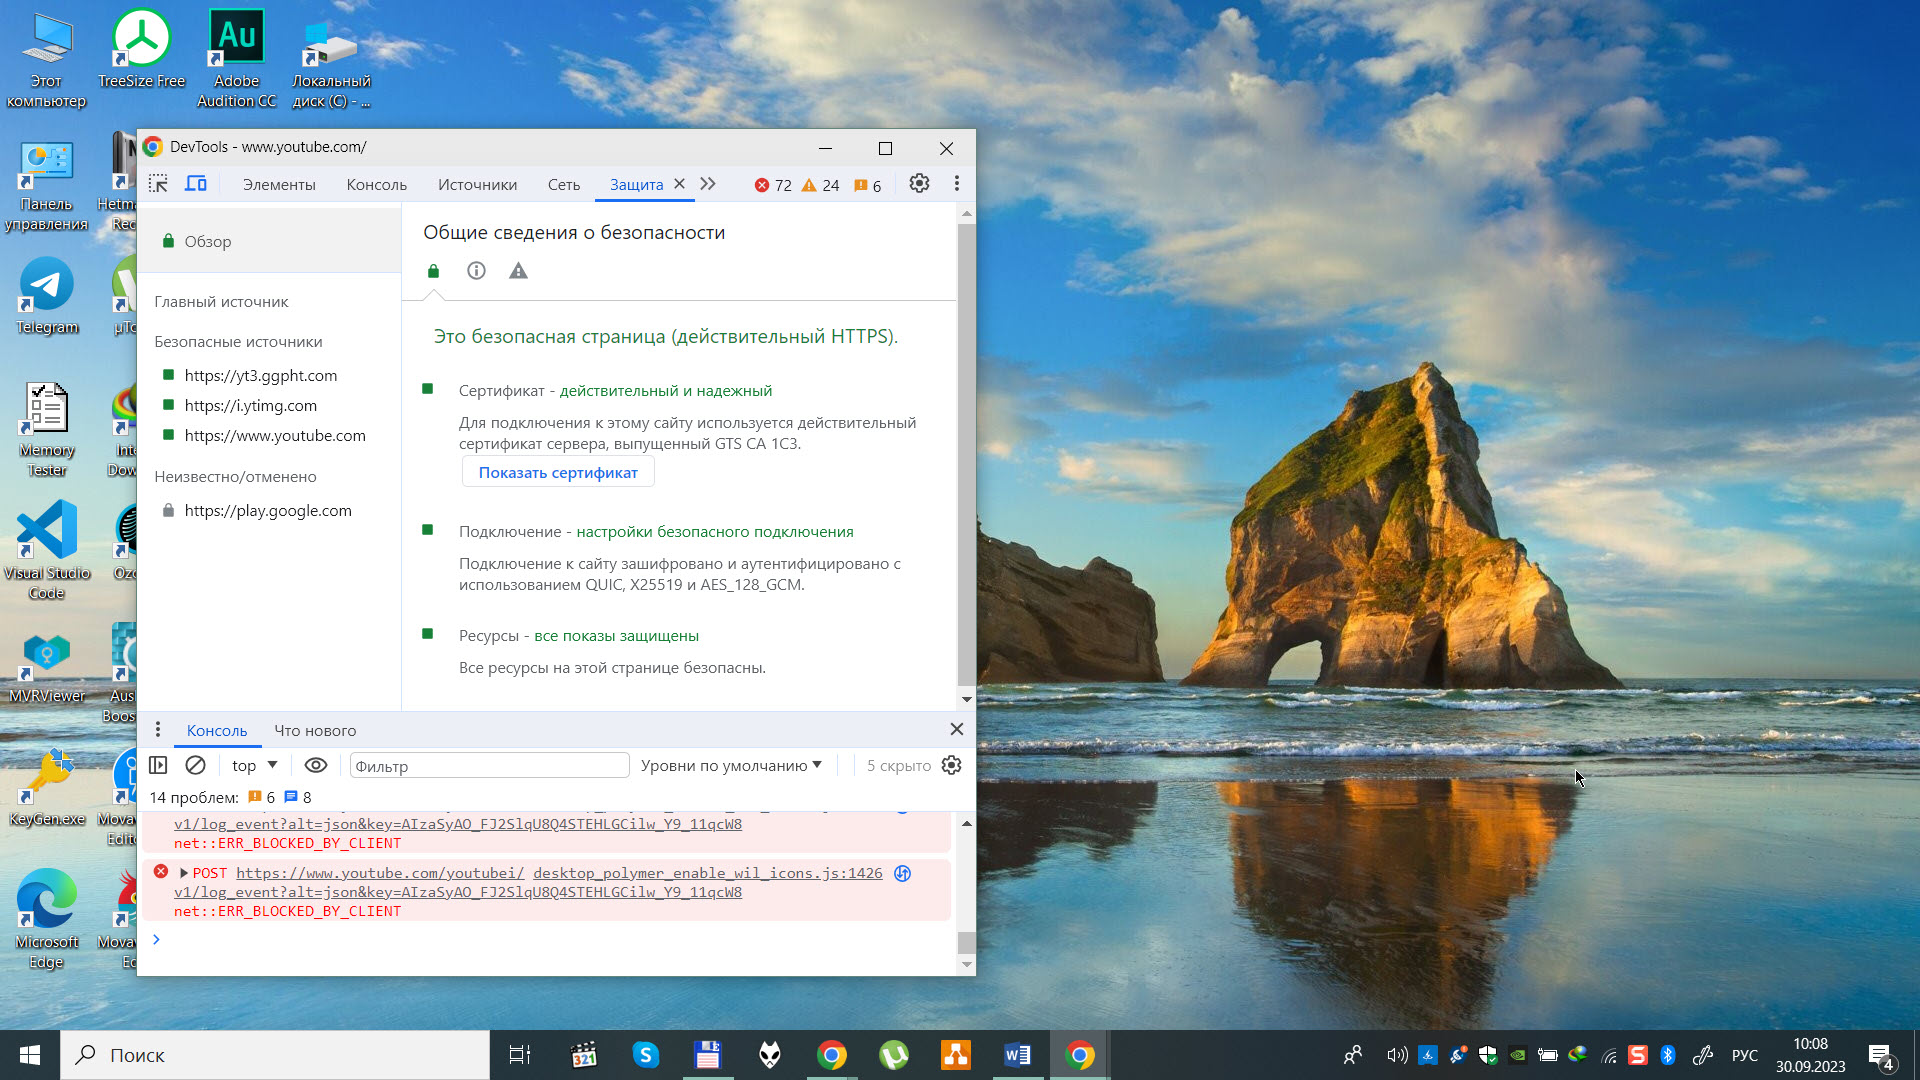 Этот
компьютер
TreeSize Free
Au
Adobe
Audition CC
Локальный
диск (C) - ...
Панель
управления
Hetm
Rec
Telegram
µTo
Memory
Tester
Inte
Dow
Visual Studio
Code
Ozo
MVRViewer
Aus
Boos
KeyGen.exe
Mova
Edito
Microsoft
Edge
Mova
Ec
DevTools - www.youtube.com/
Элементы
Консоль
Источники
Сеть
Защита
72
24
6
Обзор
Главный источник
Безопасные источники
https://yt3.ggpht.com
https://i.ytimg.com
https://www.youtube.com
Неизвестно/отменено
https://play.google.com
Общие сведения о безопасности
Это безопасная страница (действительный HTTPS).
Сертификат - действительный и надежный
Для подключения к этому сайту используется действительный
сертификат сервера, выпущенный GTS CA 1C3.
Показать сертификат
Подключение - настройки безопасного подключения
Подключение к сайту зашифровано и аутентифицировано с
использованием QUIC, X25519 и AES_128_GCM.
Ресурсы - все показы защищены
Все ресурсы на этой странице безопасны.
Консоль
Что нового
top
Фильтр
Уровни по умолчанию
5 скрыто
14 проблем: 6 8
v1/log_event?alt=json&key=AIzaSyAO_FJ2SlqU8Q4STEHLGCilw_Y9_11qcW8
net::ERR_BLOCKED_BY_CLIENT
POST https://www.youtube.com/youtubei/ desktop_polymer_enable_wil_icons.js:1426
v1/log_event?alt=json&key=AIzaSyAO_FJ2SlqU8Q4STEHLGCilw_Y9_11qcW8
net::ERR_BLOCKED_BY_CLIENT
Поиск
321
РУС
10:08
30.09.2023
4